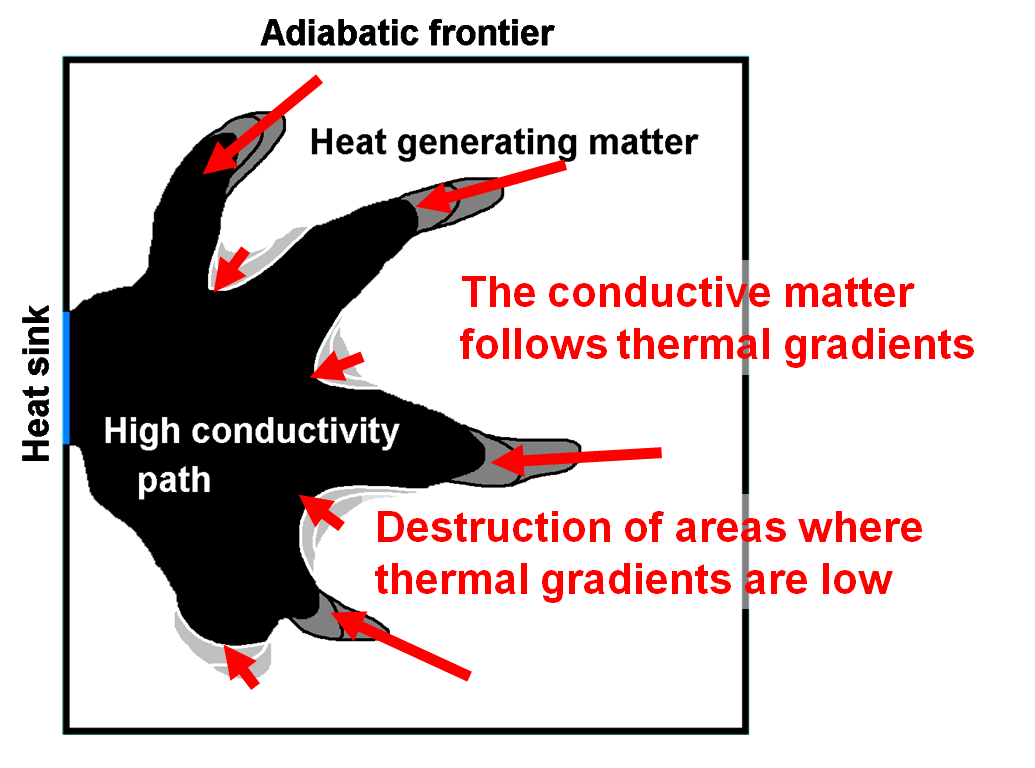 Adiabatic frontier
Heat generating matter
The conductive matter
follows thermal gradients
Heat sink
High conductivity
path
Destruction of areas where
thermal gradients are low